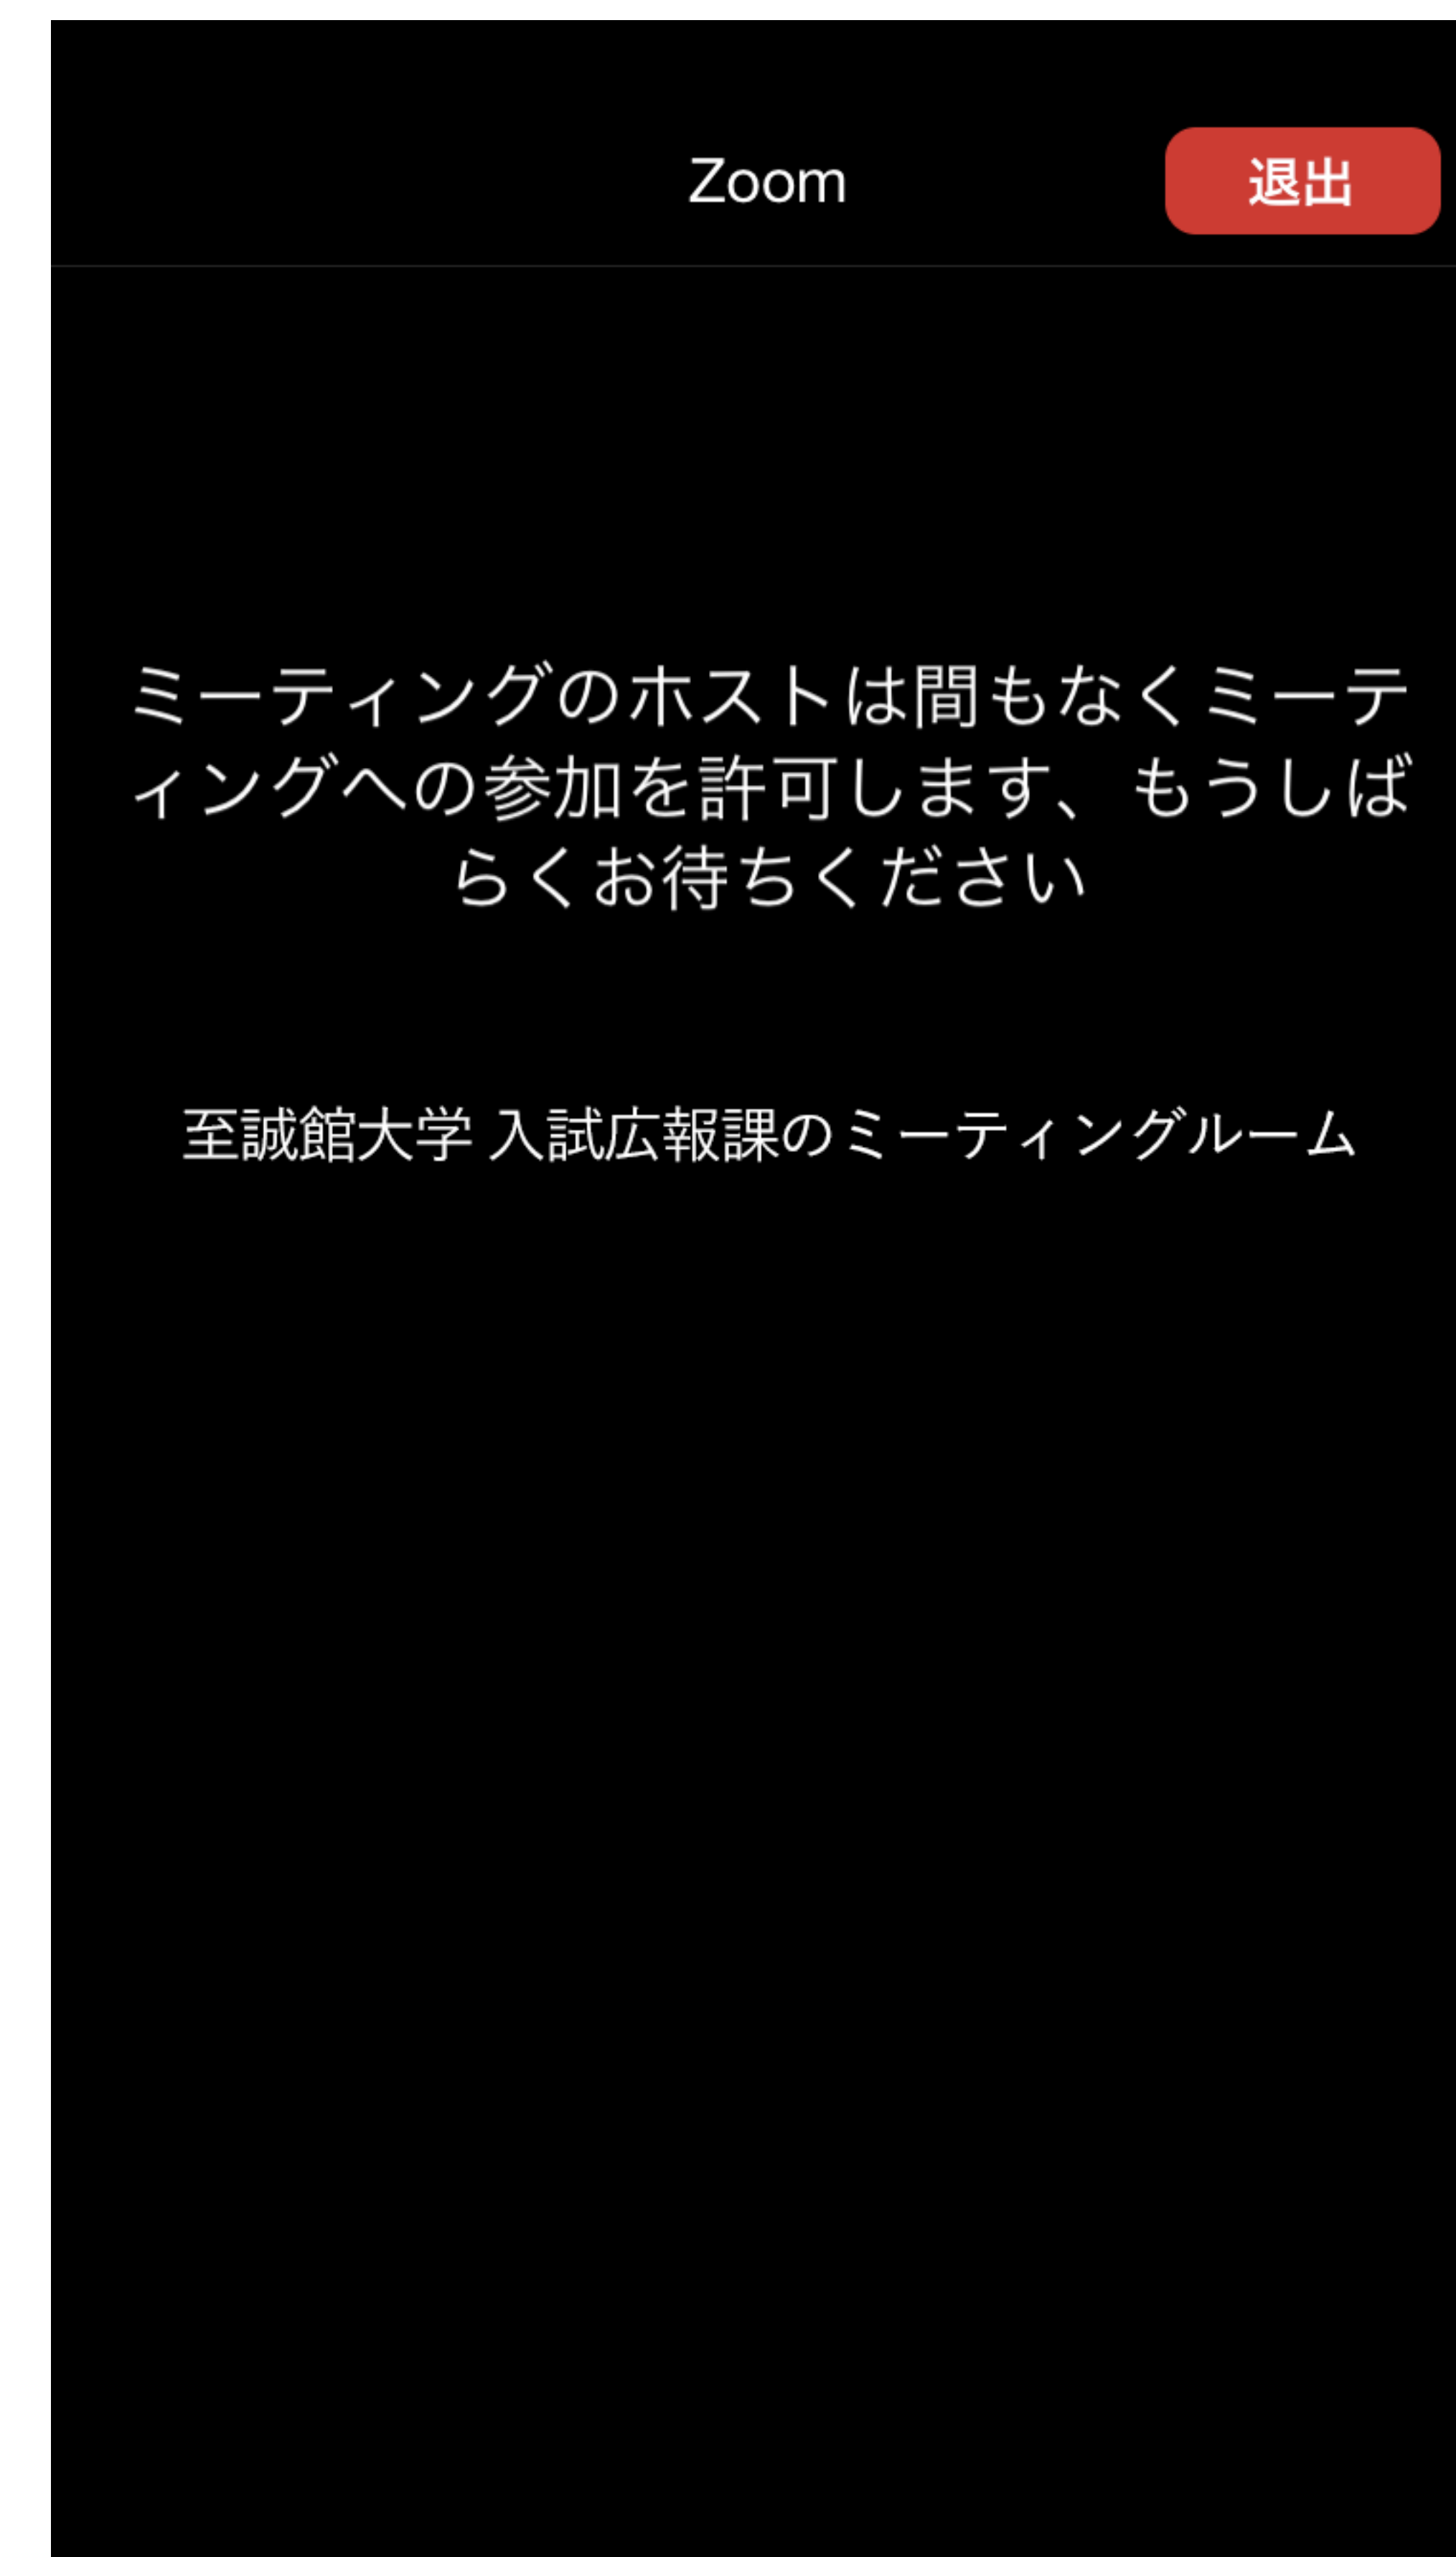 Zoom
退出
ミーティングのホストは間もなくミーテ
ィングへの参加を許可します、もうしば
らくお待ちください
至誠館大学 入試広報課のミーティングルーム